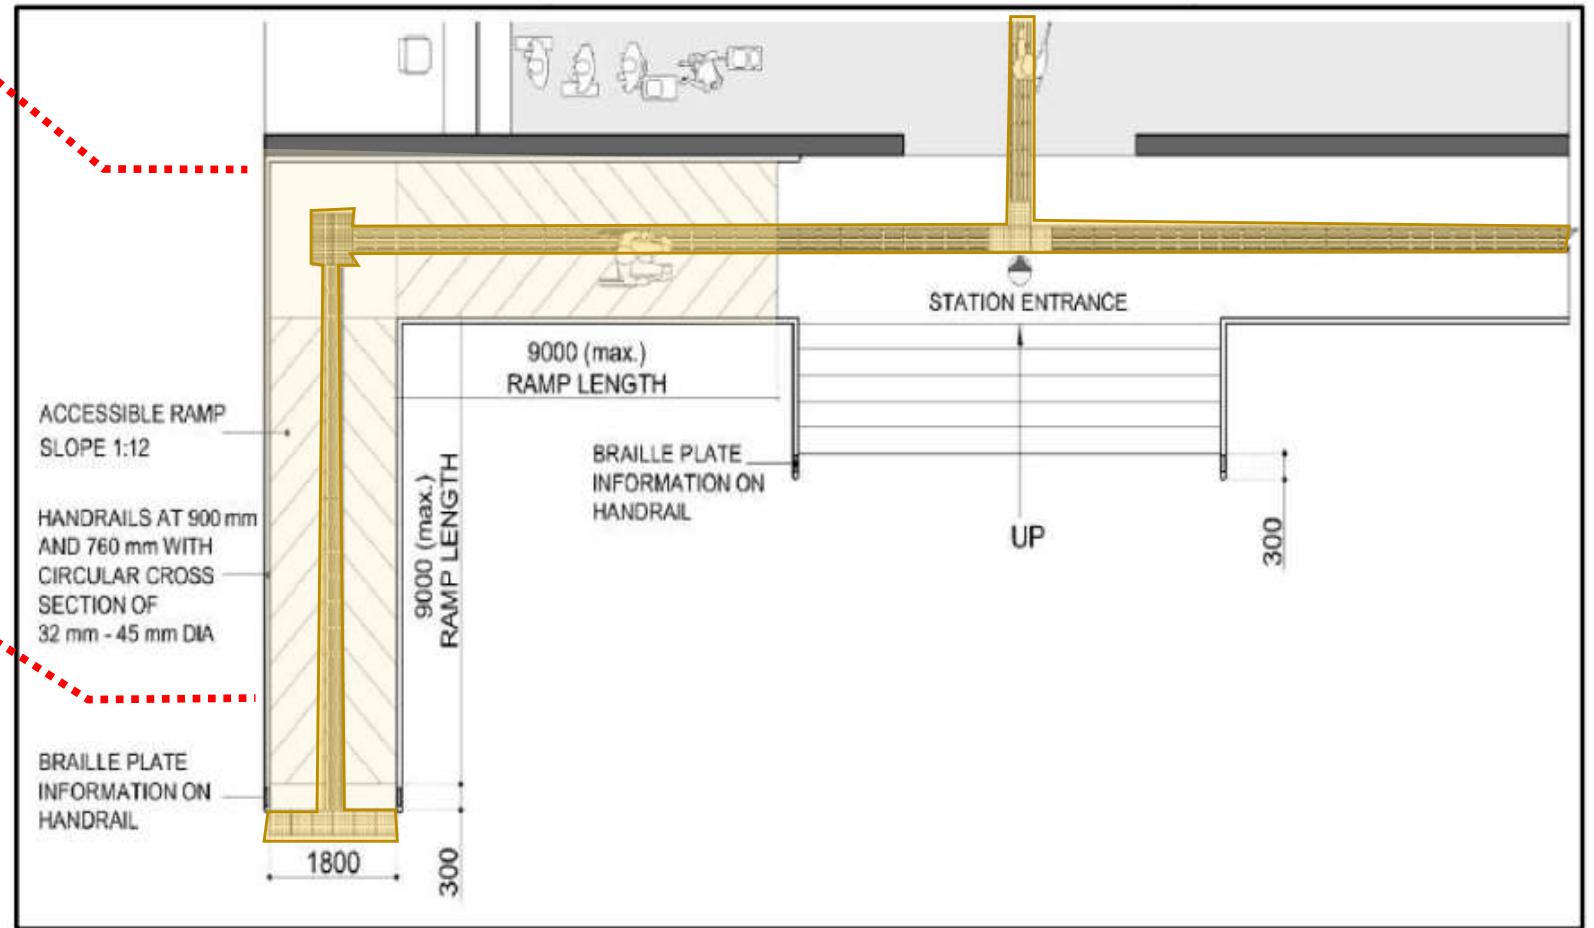 STATION ENTRANCE
9000 (max.)
RAMP LENGTH
ACCESSIBLE RAMP
SLOPE 1:12
BRAILLE PLATE
INFORMATION ON
HANDRAIL
9000 (max.)
RAMP LENGTH
HANDRAILS AT 900 mm
AND 760 mm WITH
CIRCULAR CROSS
SECTION OF
32 mm - 45 mm DIA
UP
300
BRAILLE PLATE
INFORMATION ON
HANDRAIL
1800
300